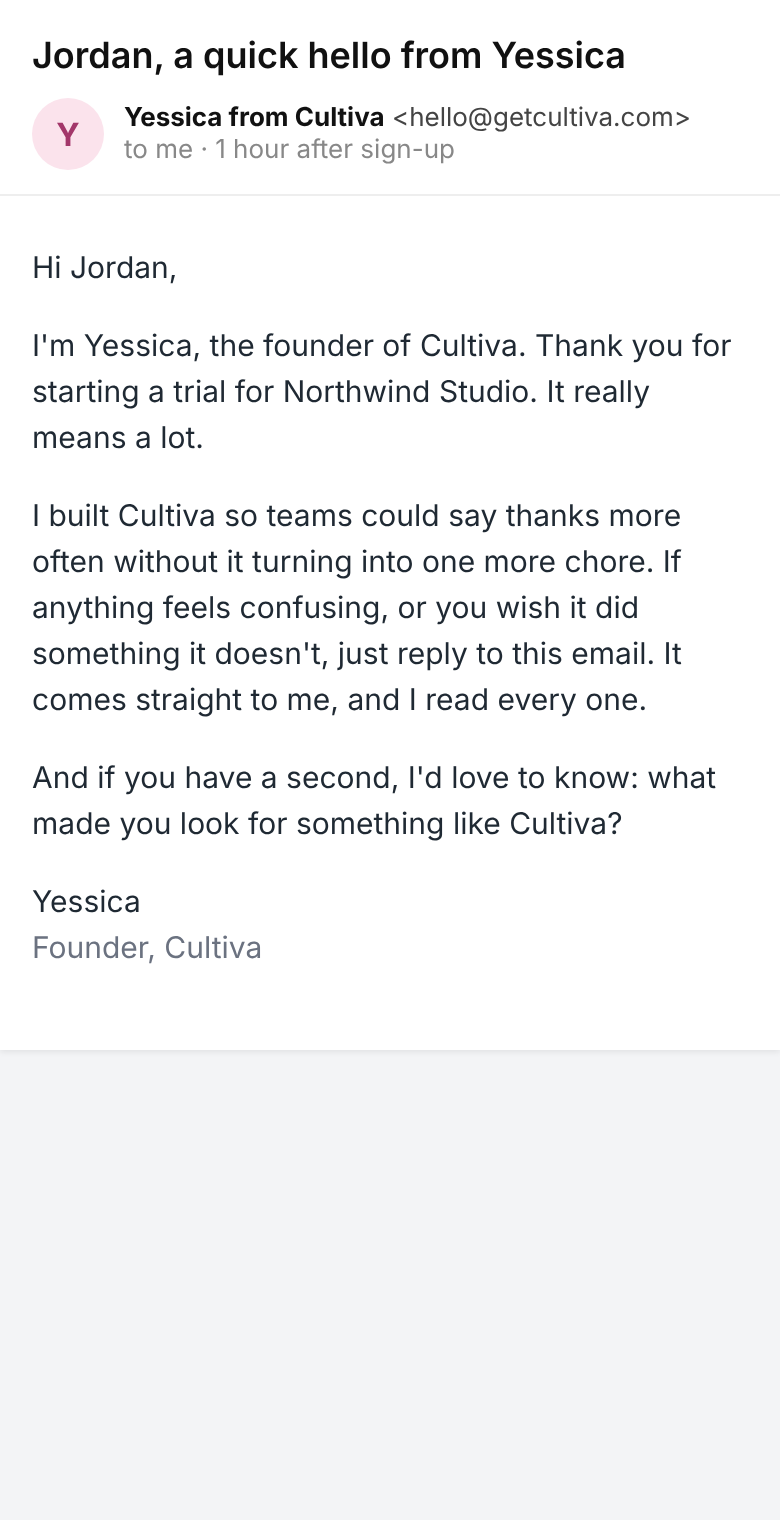 Jordan, a quick hello from Yessica
Y
Yessica from Cultiva <hello@getcultiva.com>
to me · 1 hour after sign-up
Hi Jordan,
I'm Yessica, the founder of Cultiva. Thank you for
starting a trial for Northwind Studio. It really
means a lot.
I built Cultiva so teams could say thanks more
often without it turning into one more chore. If
anything feels confusing, or you wish it did
something it doesn't, just reply to this email. It
comes straight to me, and I read every one.
And if you have a second, I'd love to know: what
made you look for something like Cultiva?
Yessica
Founder, Cultiva